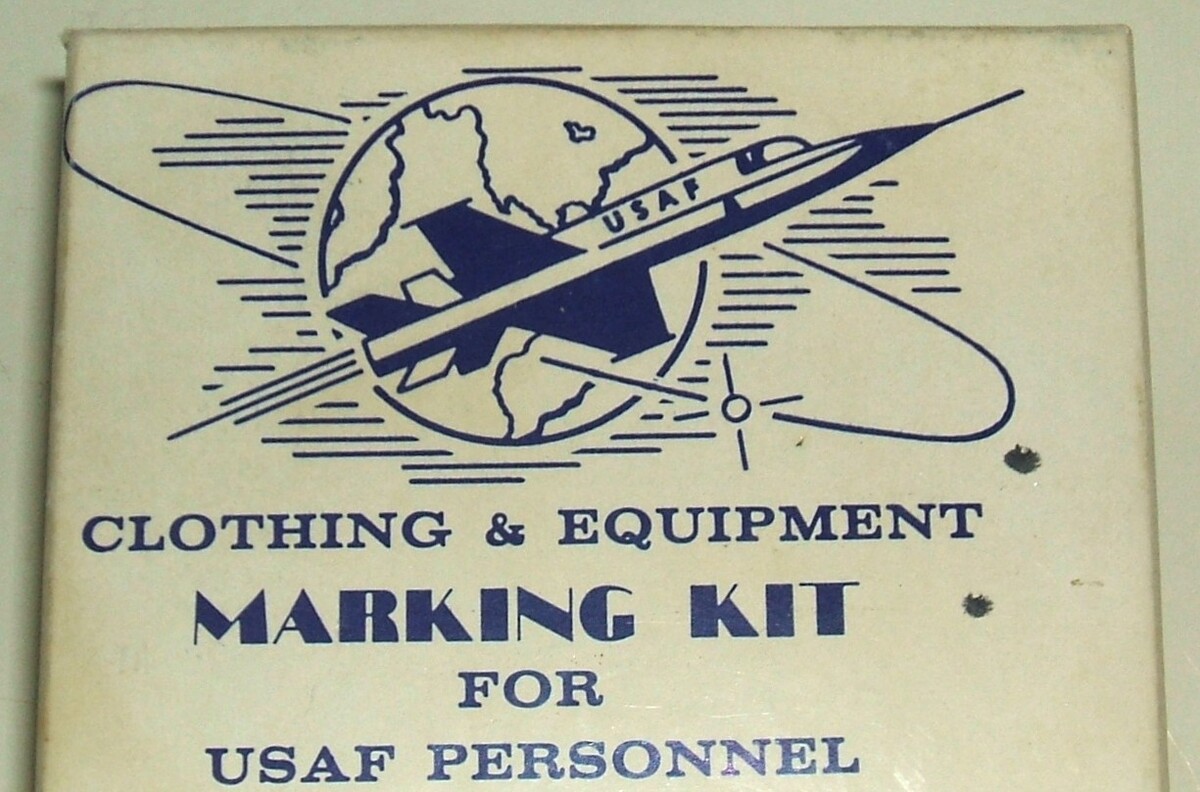 USAF
CLOTHING & EQUIPMENT
MARKING KIT
FOR
USAF PERSONNEL